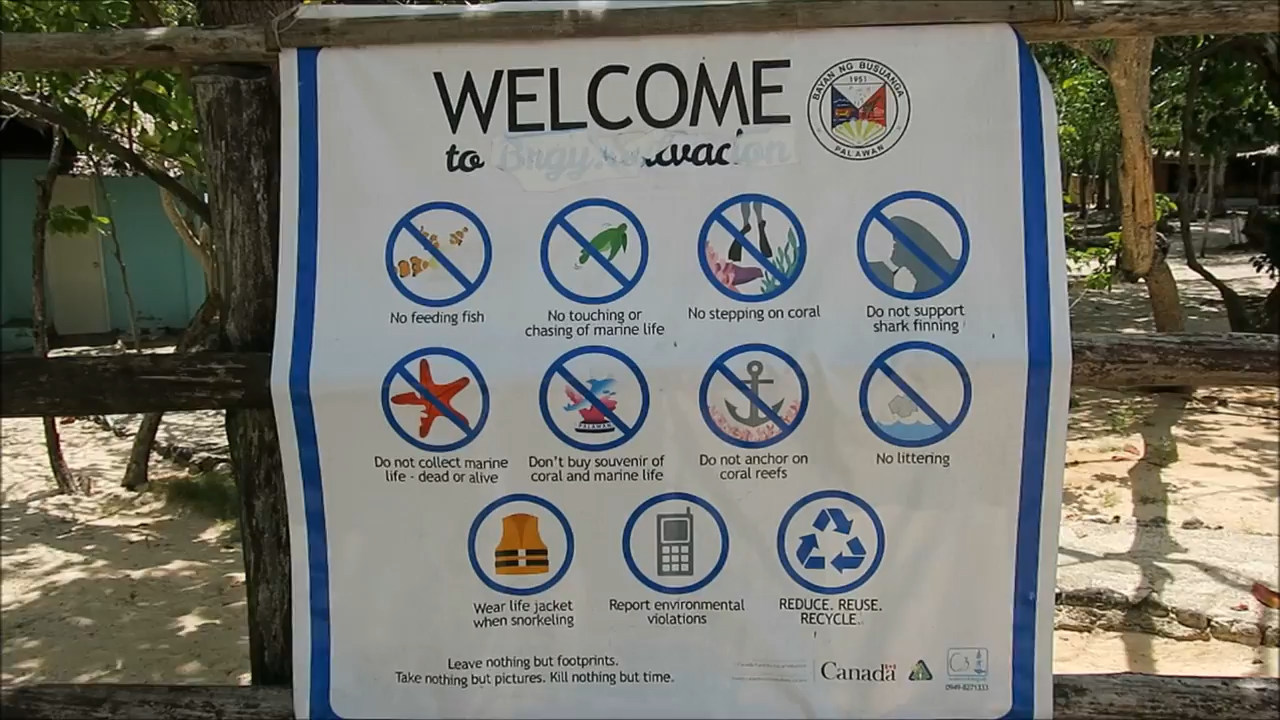 WELCOME
to
BAYAN NG BUSUANGA
1951
PALAWAN
No feeding fish
No touching or
chasing of marine life
No stepping on coral
Do not support
shark finning
Do not collect marine
life - dead or alive
PALAWAN
Don't buy souvenir of
coral and marine life
Do not anchor on
coral reefs
No littering
Wear life jacket
when snorkeling
Report environmental
violations
REDUCE. REUSE.
RECYCLE.
Leave nothing but footprints.
Take nothing but pictures. Kill nothing but time.
Canada
C3
0949-8271333